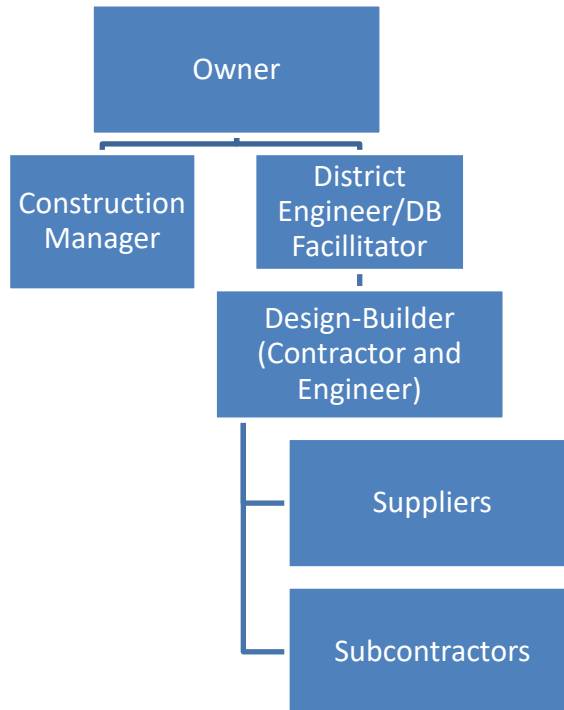 Owner
Construction
Manager
District
Engineer/DB
Facillitator
Design-Builder
(Contractor and
Engineer)
Suppliers
Subcontractors